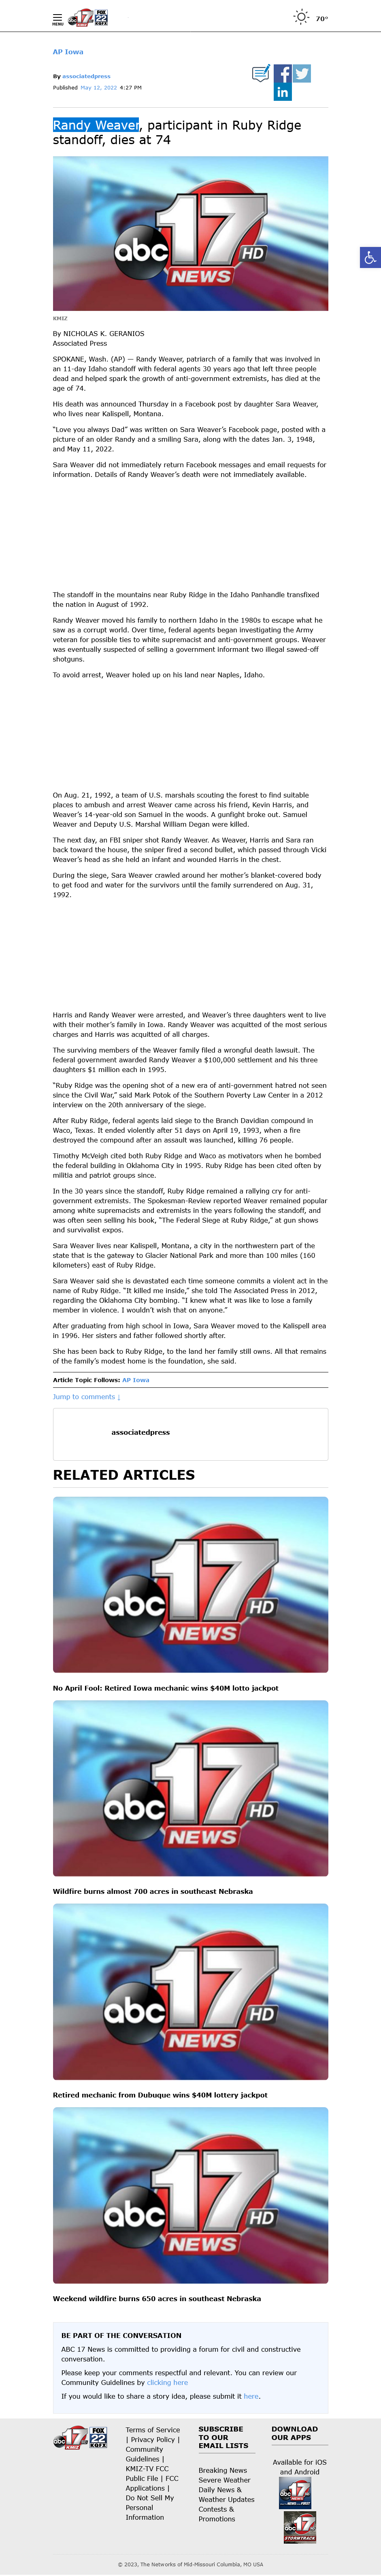 MENU
abc 17 NEWS KMIZ
FOX 22 KQFX
70°
AP Iowa
By associatedpress
Published May 12, 2022 4:27 PM
Randy Weaver, participant in Ruby Ridge
standoff, dies at 74
abc 17 HD
NEWS
KMIZ
By NICHOLAS K. GERANIOS
Associated Press
SPOKANE, Wash. (AP) — Randy Weaver, patriarch of a family that was involved in
an 11-day Idaho standoff with federal agents 30 years ago that left three people
dead and helped spark the growth of anti-government extremists, has died at the
age of 74.
His death was announced Thursday in a Facebook post by daughter Sara Weaver,
who lives near Kalispell, Montana.
“Love you always Dad” was written on Sara Weaver’s Facebook page, posted with a
picture of an older Randy and a smiling Sara, along with the dates Jan. 3, 1948,
and May 11, 2022.
Sara Weaver did not immediately return Facebook messages and email requests for
information. Details of Randy Weaver’s death were not immediately available.
The standoff in the mountains near Ruby Ridge in the Idaho Panhandle transfixed
the nation in August of 1992.
Randy Weaver moved his family to northern Idaho in the 1980s to escape what he
saw as a corrupt world. Over time, federal agents began investigating the Army
veteran for possible ties to white supremacist and anti-government groups. Weaver
was eventually suspected of selling a government informant two illegal sawed-off
shotguns.
To avoid arrest, Weaver holed up on his land near Naples, Idaho.
On Aug. 21, 1992, a team of U.S. marshals scouting the forest to find suitable
places to ambush and arrest Weaver came across his friend, Kevin Harris, and
Weaver’s 14-year-old son Samuel in the woods. A gunfight broke out. Samuel
Weaver and Deputy U.S. Marshal William Degan were killed.
The next day, an FBI sniper shot Randy Weaver. As Weaver, Harris and Sara ran
back toward the house, the sniper fired a second bullet, which passed through Vicki
Weaver’s head as she held an infant and wounded Harris in the chest.
During the siege, Sara Weaver crawled around her mother’s blanket-covered body
to get food and water for the survivors until the family surrendered on Aug. 31,
1992.
Harris and Randy Weaver were arrested, and Weaver’s three daughters went to live
with their mother’s family in Iowa. Randy Weaver was acquitted of the most serious
charges and Harris was acquitted of all charges.
The surviving members of the Weaver family filed a wrongful death lawsuit. The
federal government awarded Randy Weaver a $100,000 settlement and his three
daughters $1 million each in 1995.
“Ruby Ridge was the opening shot of a new era of anti-government hatred not seen
since the Civil War,” said Mark Potok of the Southern Poverty Law Center in a 2012
interview on the 20th anniversary of the siege.
After Ruby Ridge, federal agents laid siege to the Branch Davidian compound in
Waco, Texas. It ended violently after 51 days on April 19, 1993, when a fire
destroyed the compound after an assault was launched, killing 76 people.
Timothy McVeigh cited both Ruby Ridge and Waco as motivators when he bombed
the federal building in Oklahoma City in 1995. Ruby Ridge has been cited often by
militia and patriot groups since.
In the 30 years since the standoff, Ruby Ridge remained a rallying cry for anti-
government extremists. The Spokesman-Review reported Weaver remained popular
among white supremacists and extremists in the years following the standoff, and
was often seen selling his book, “The Federal Siege at Ruby Ridge,” at gun shows
and survivalist expos.
Sara Weaver lives near Kalispell, Montana, a city in the northwestern part of the
state that is the gateway to Glacier National Park and more than 100 miles (160
kilometers) east of Ruby Ridge.
Sara Weaver said she is devastated each time someone commits a violent act in the
name of Ruby Ridge. “It killed me inside,” she told The Associated Press in 2012,
regarding the Oklahoma City bombing. “I knew what it was like to lose a family
member in violence. I wouldn’t wish that on anyone.”
After graduating from high school in Iowa, Sara Weaver moved to the Kalispell area
in 1996. Her sisters and father followed shortly after.
She has been back to Ruby Ridge, to the land her family still owns. All that remains
of the family’s modest home is the foundation, she said.
Article Topic Follows: AP Iowa
Jump to comments ↓
associatedpress
RELATED ARTICLES
abc 17 HD
NEWS
No April Fool: Retired Iowa mechanic wins $40M lotto jackpot
abc 17 HD
NEWS
Wildfire burns almost 700 acres in southeast Nebraska
abc 17 HD
NEWS
Retired mechanic from Dubuque wins $40M lottery jackpot
abc 17 HD
NEWS
Weekend wildfire burns 650 acres in southeast Nebraska
BE PART OF THE CONVERSATION
ABC 17 News is committed to providing a forum for civil and constructive
conversation.
Please keep your comments respectful and relevant. You can review our
Community Guidelines by clicking here
If you would like to share a story idea, please submit it here.
abc 17 NEWS KMIZ
FOX 22 KQFX
Terms of Service
| Privacy Policy |
Community
Guidelines |
KMIZ-TV FCC
Public File | FCC
Applications |
Do Not Sell My
Personal
Information
SUBSCRIBE
TO OUR
EMAIL LISTS
Breaking News
Severe Weather
Daily News &
Weather Updates
Contests &
Promotions
DOWNLOAD
OUR APPS
Available for iOS
and Android
abc 17 NEWS
abc 17 STORMTRACK
© 2023, The Networks of Mid-Missouri Columbia, MO USA